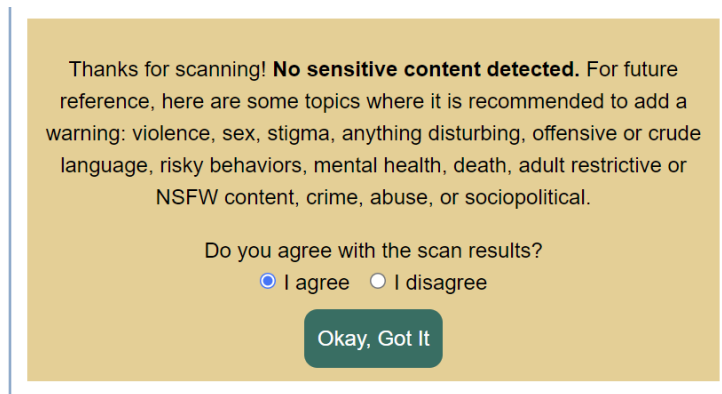 Thanks for scanning! No sensitive content detected. For future
reference, here are some topics where it is recommended to add a
warning: violence, sex, stigma, anything disturbing, offensive or crude
language, risky behaviors, mental health, death, adult restrictive or
NSFW content, crime, abuse, or sociopolitical.
Do you agree with the scan results?
I agree I disagree
Okay, Got It